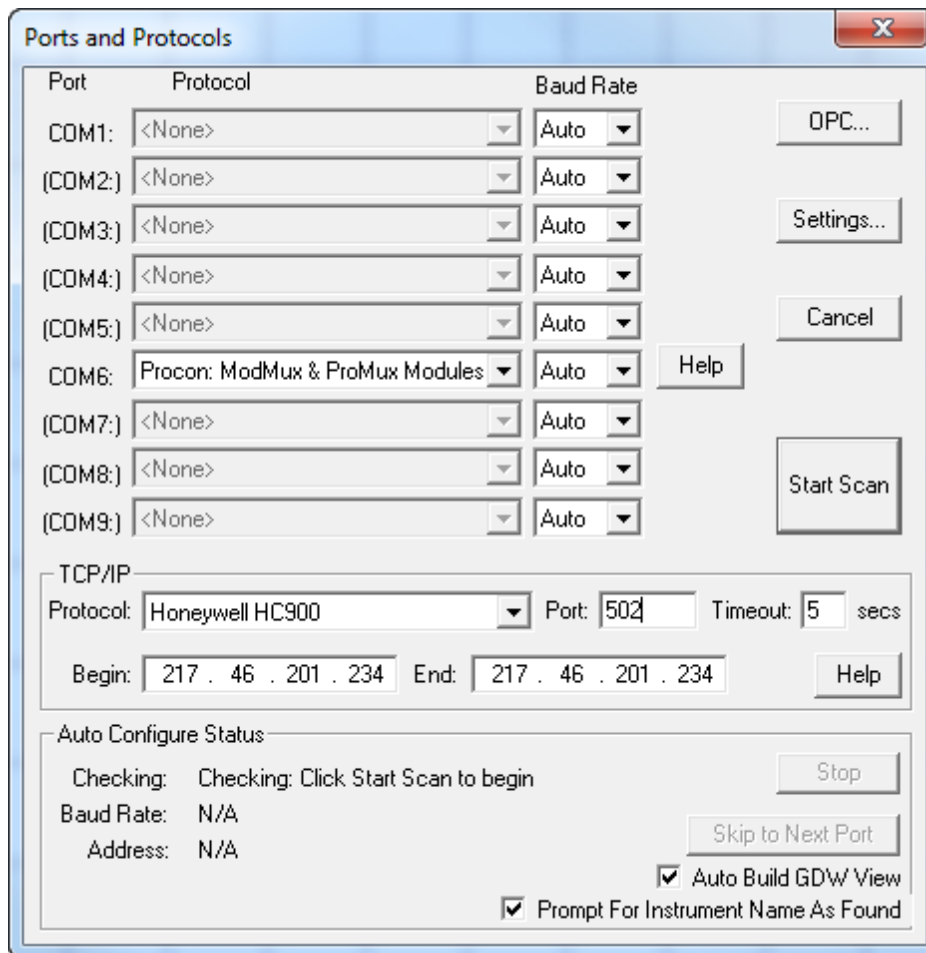 Ports and Protocols
Port Protocol Baud Rate
COM1: <None> Auto OPC...
(COM2:) <None> Auto
(COM3:) <None> Auto Settings...
(COM4:) <None> Auto
(COM5:) <None> Auto Cancel
COM6: Procon: ModMux & ProMux Modules Auto Help
(COM7:) <None> Auto
(COM8:) <None> Auto Start Scan
(COM9:) <None> Auto
TCP/IP
Protocol: Honeywell HC900 Port: 502 Timeout: 5 secs
Begin: 217 . 46 . 201 . 234 End: 217 . 46 . 201 . 234 Help
Auto Configure Status
Checking: Checking: Click Start Scan to begin Stop
Baud Rate: N/A
Skip to Next Port
Address: N/A
Auto Build GDW View
Prompt For Instrument Name As Found